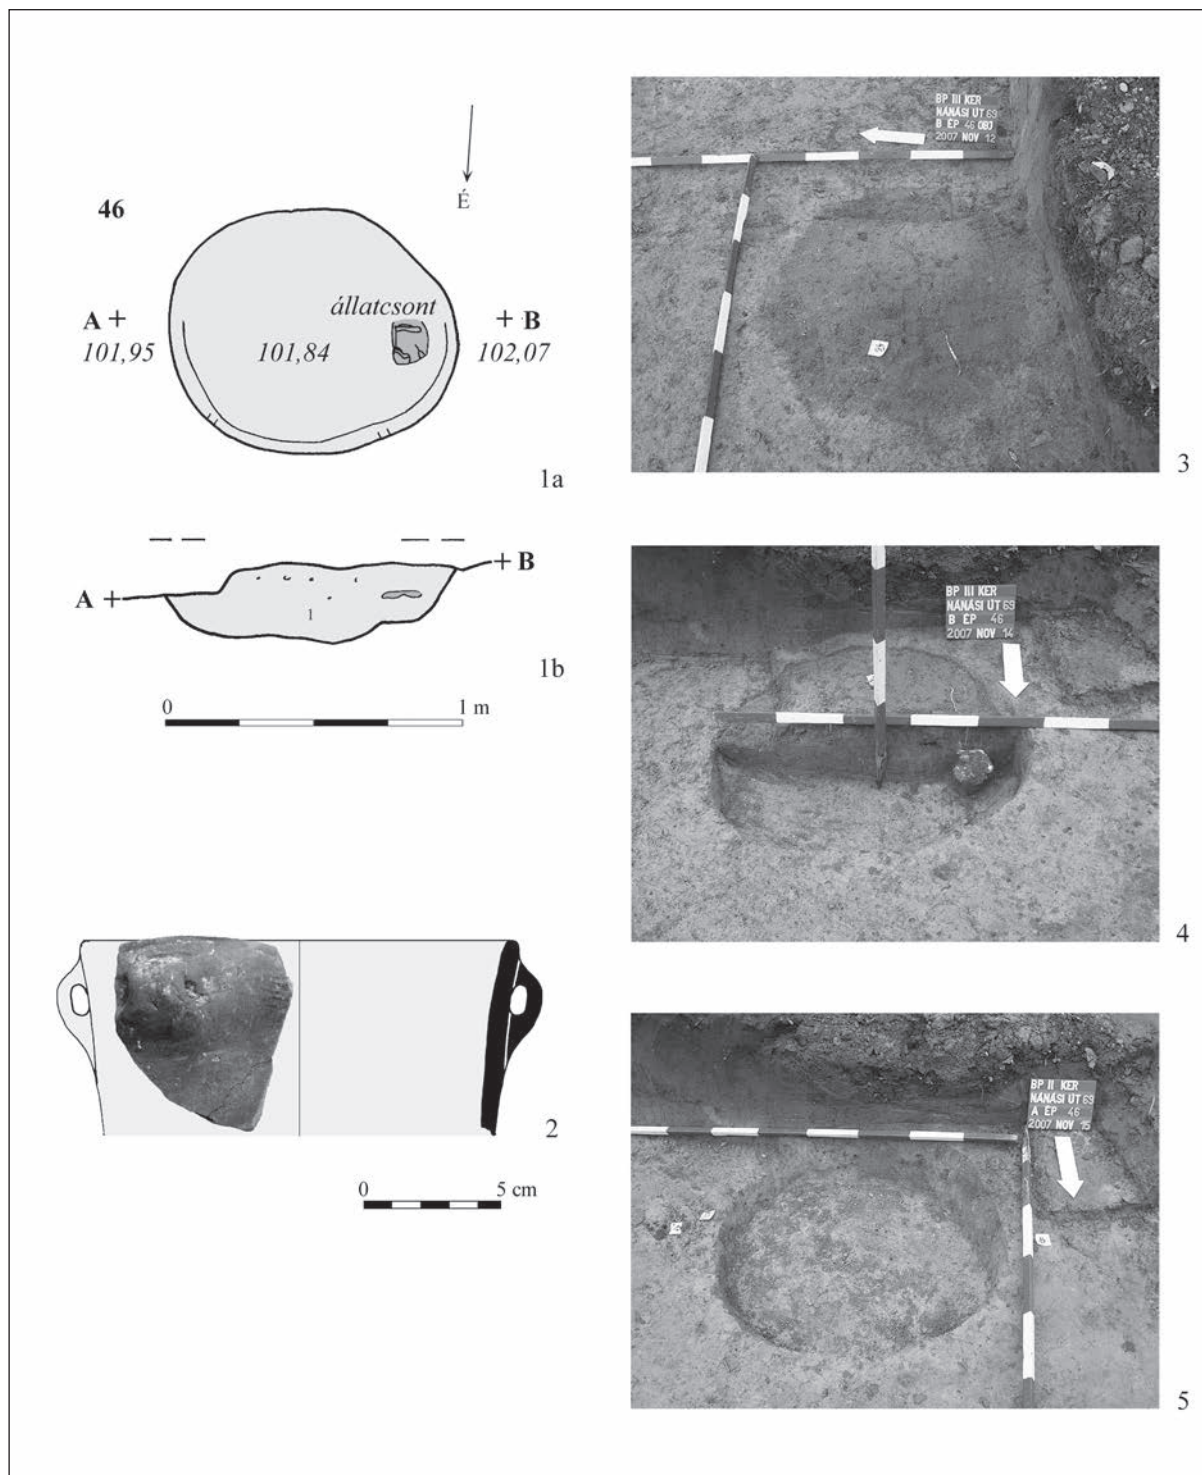 É
46
állatcsont
A + + B
101,95 101,84 102,07
1a
+ B
A +
1
1b
0 1 m
2
0 5 cm
BP III KER
NÁNÁSI ÚT 69
B ÉP 46 OBJ
2007 NOV 12
3
BP III KER
NÁNÁSI ÚT 69
B ÉP 46
2007 NOV 14
4
BP II KER
NÁNÁSI ÚT 69
A ÉP 46
2007 NOV 15
5